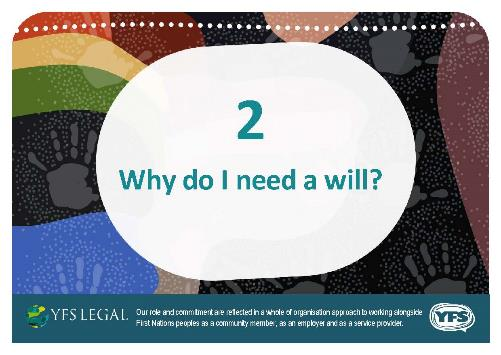 2
Why do I need a will?
YFS LEGAL
Our role and commitment are reflected in a whole of organisation approach to working alongside
First Nations peoples as a community member, as an employer and as a service provider.
YFS